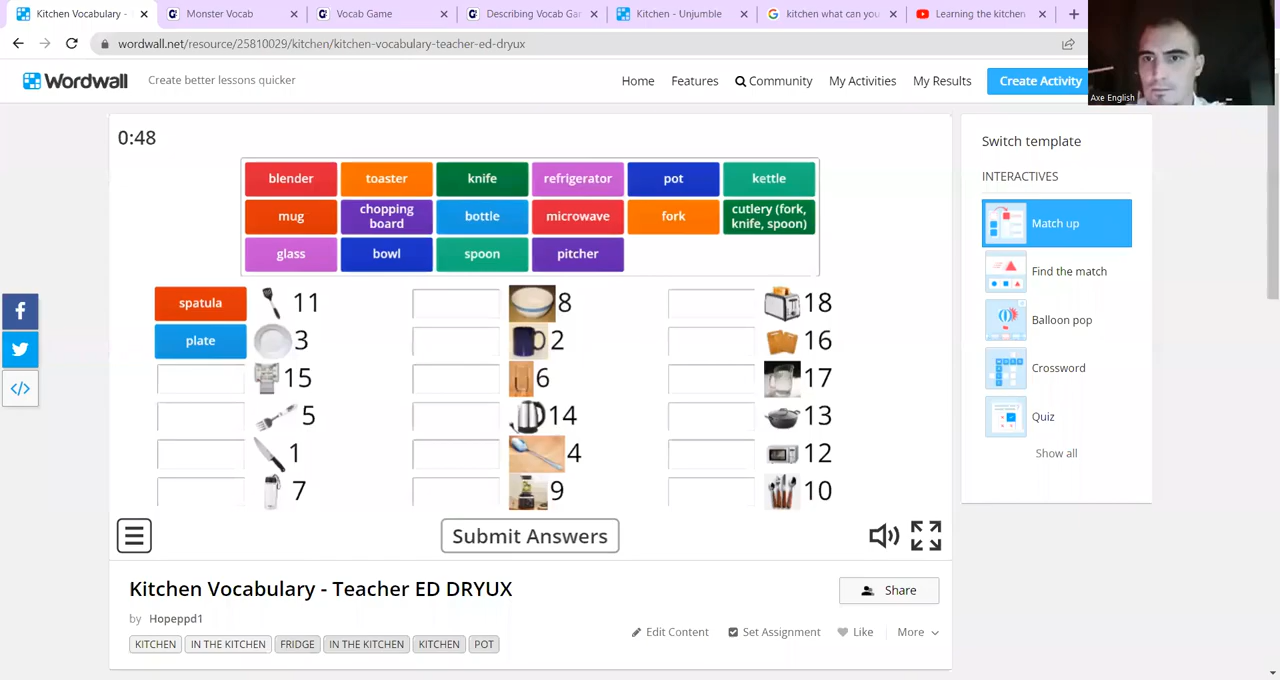 Kitchen Vocabulary -
Monster Vocab
Vocab Game
Describing Vocab Gar
Kitchen - Unjumble
kitchen what can you
Learning the kitchen
wordwall.net/resource/25810029/kitchen/kitchen-vocabulary-teacher-ed-dryux
Axe English
Wordwall
Create better lessons quicker
Home
Features
Community
My Activities
My Results
Create Activity
0:48
blender
toaster
knife
refrigerator
pot
kettle
mug
chopping
board
bottle
microwave
fork
cutlery (fork,
knife, spoon)
glass
bowl
spoon
pitcher
spatula 11
8
18
plate 3
2
16
15
6
17
5
14
13
1
4
12
7
9
10
Submit Answers
Switch template
INTERACTIVES
Match up
Find the match
Balloon pop
Crossword
Quiz
Show all
Kitchen Vocabulary - Teacher ED DRYUX
Share
by Hopeppd1
Edit Content
Set Assignment
Like
More
KITCHEN
IN THE KITCHEN
FRIDGE
IN THE KITCHEN
KITCHEN
POT